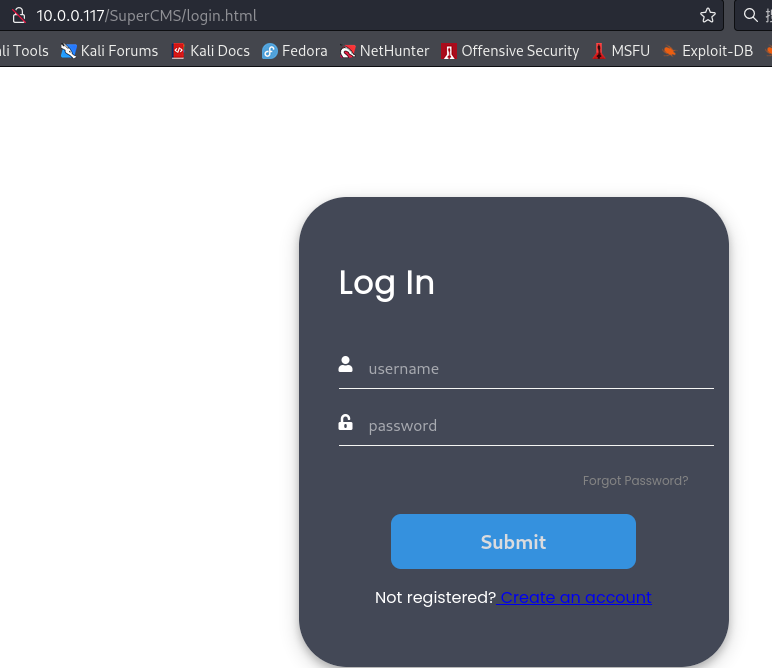 10.0.0.117/SuperCMS/login.html
li Tools Kali Forums Kali Docs Fedora NetHunter Offensive Security MSFU Exploit-DB
Log In
username
password
Forgot Password?
Submit
Not registered? Create an account